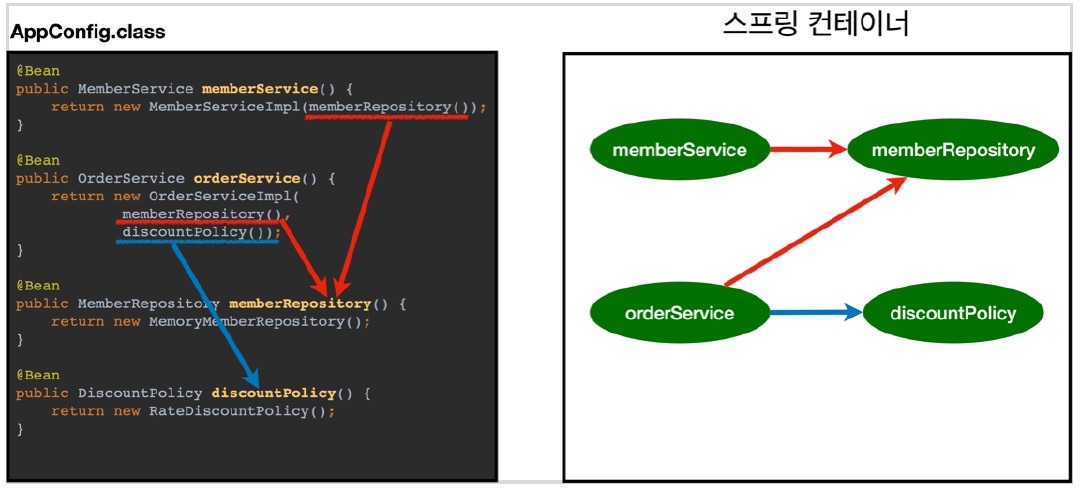 AppConfig.class
@Bean
public MemberService memberService() {
    return new MemberServiceImpl(memberRepository());
}
@Bean
public OrderService orderService() {
    return new OrderServiceImpl(
            memberRepository(),
            discountPolicy());
}
@Bean
public MemberRepository memberRepository() {
    return new MemoryMemberRepository();
}
@Bean
public DiscountPolicy discountPolicy() {
    return new RateDiscountPolicy();
}
스프링 컨테이너
memberService
memberRepository
orderService
discountPolicy